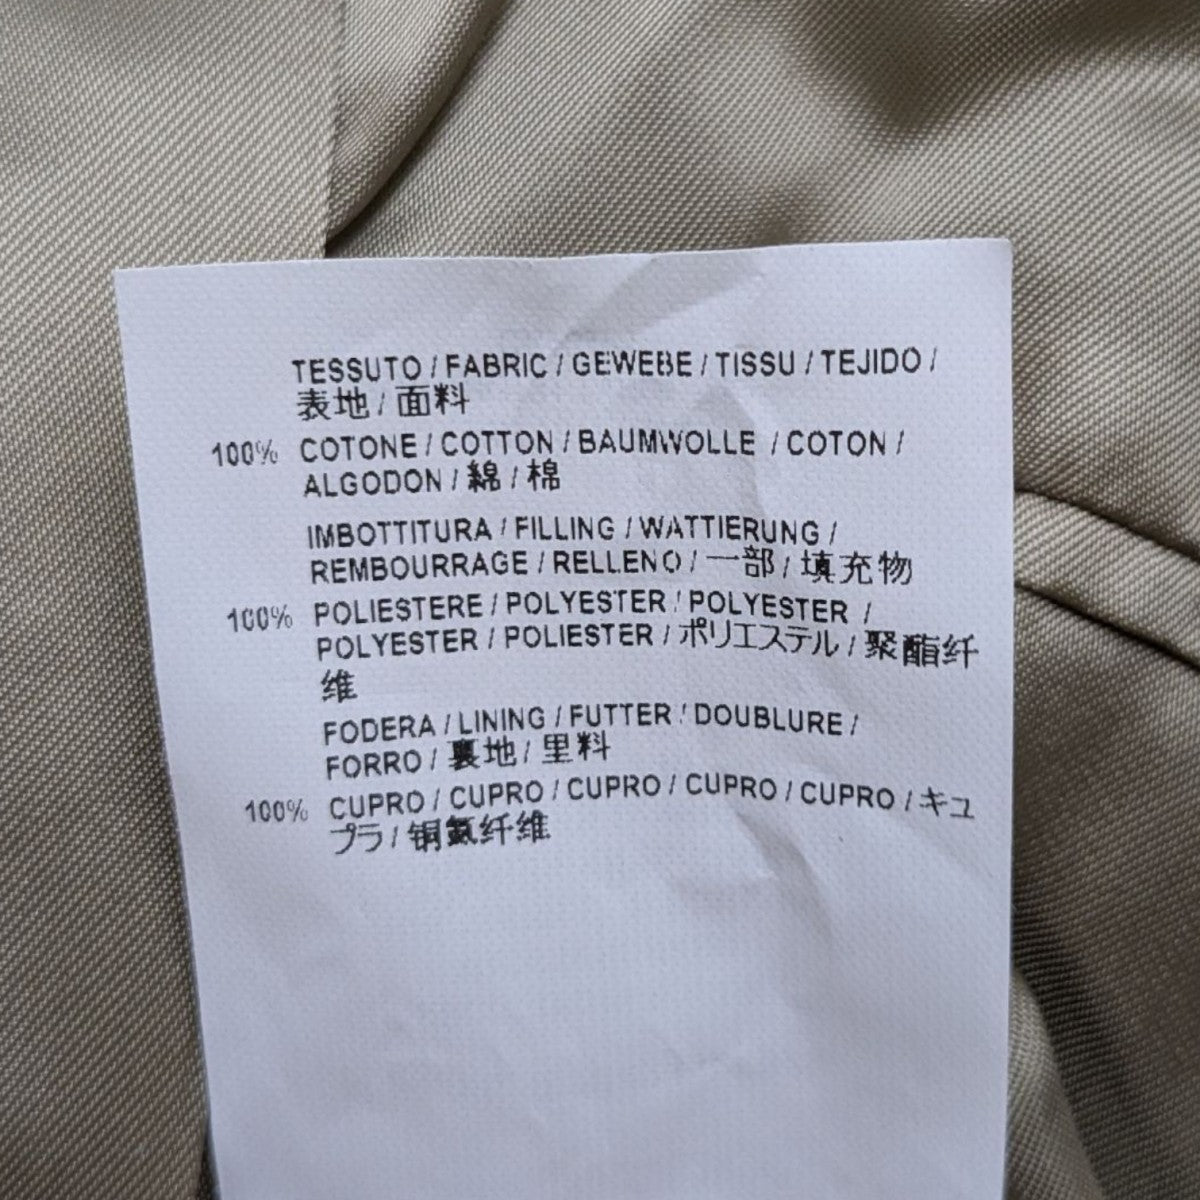 TESSUTO / FABRIC / GEWEBE / TISSU / TEJIDO /
表地 / 面料
100% COTONE / COTTON / BAUMWOLLE / COTON /
ALGODON / 綿 / 棉
IMBOTTITURA / FILLING / WATTIERUNG /
REMBOURRAGE / RELLENO / 一部 / 填充物
100% POLIESTERE / POLYESTER / POLYESTER /
POLYESTER / POLIESTER / ポリエステル / 聚酯纤
维
FODERA / LINING / FUTTER / DOUBLURE /
FORRO / 裏地 / 里料
100% CUPRO / CUPRO / CUPRO / CUPRO / CUPRO / キュ
プラ / 铜氨纤维